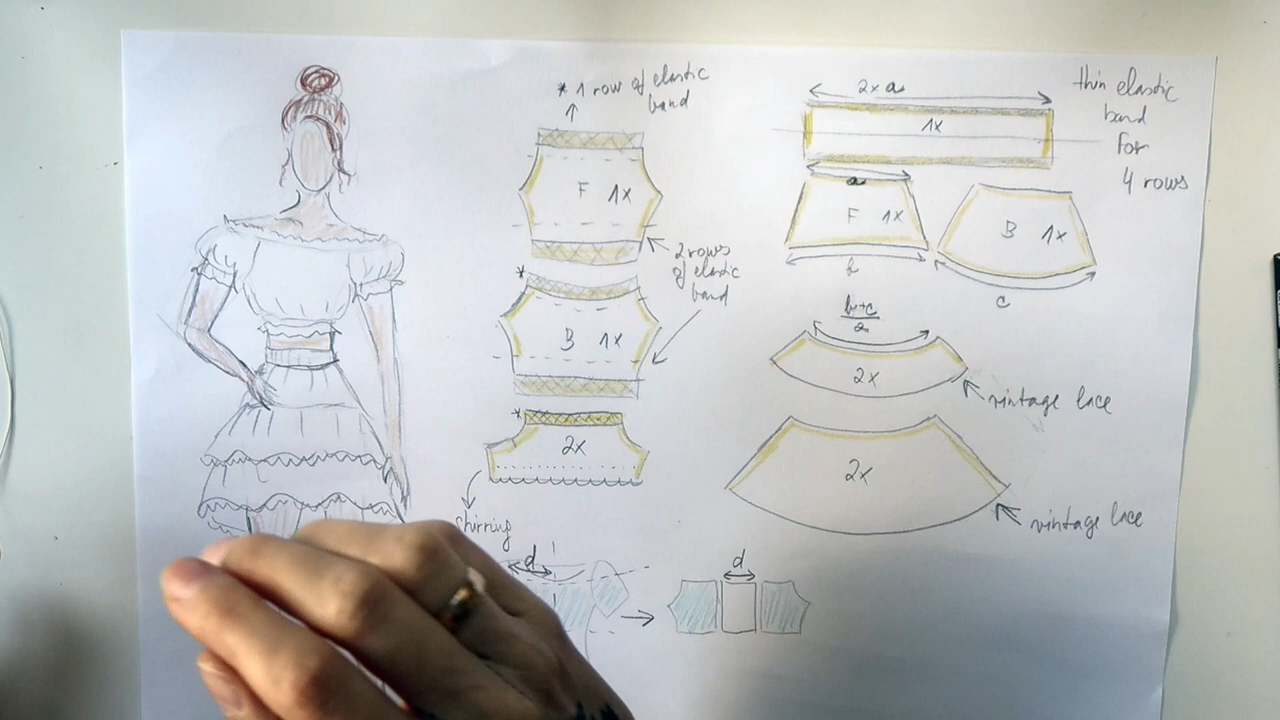 * 1 row of elastic
band
F 1x
2 rows
of elastic
band
*
B 1x
*
2x
shirring
d
d
2x a
1x
thin elastic
band
For
4 rows
a
F 1x
b
B 1x
c
b+c
2
2x
vintage lace
2x
vintage lace